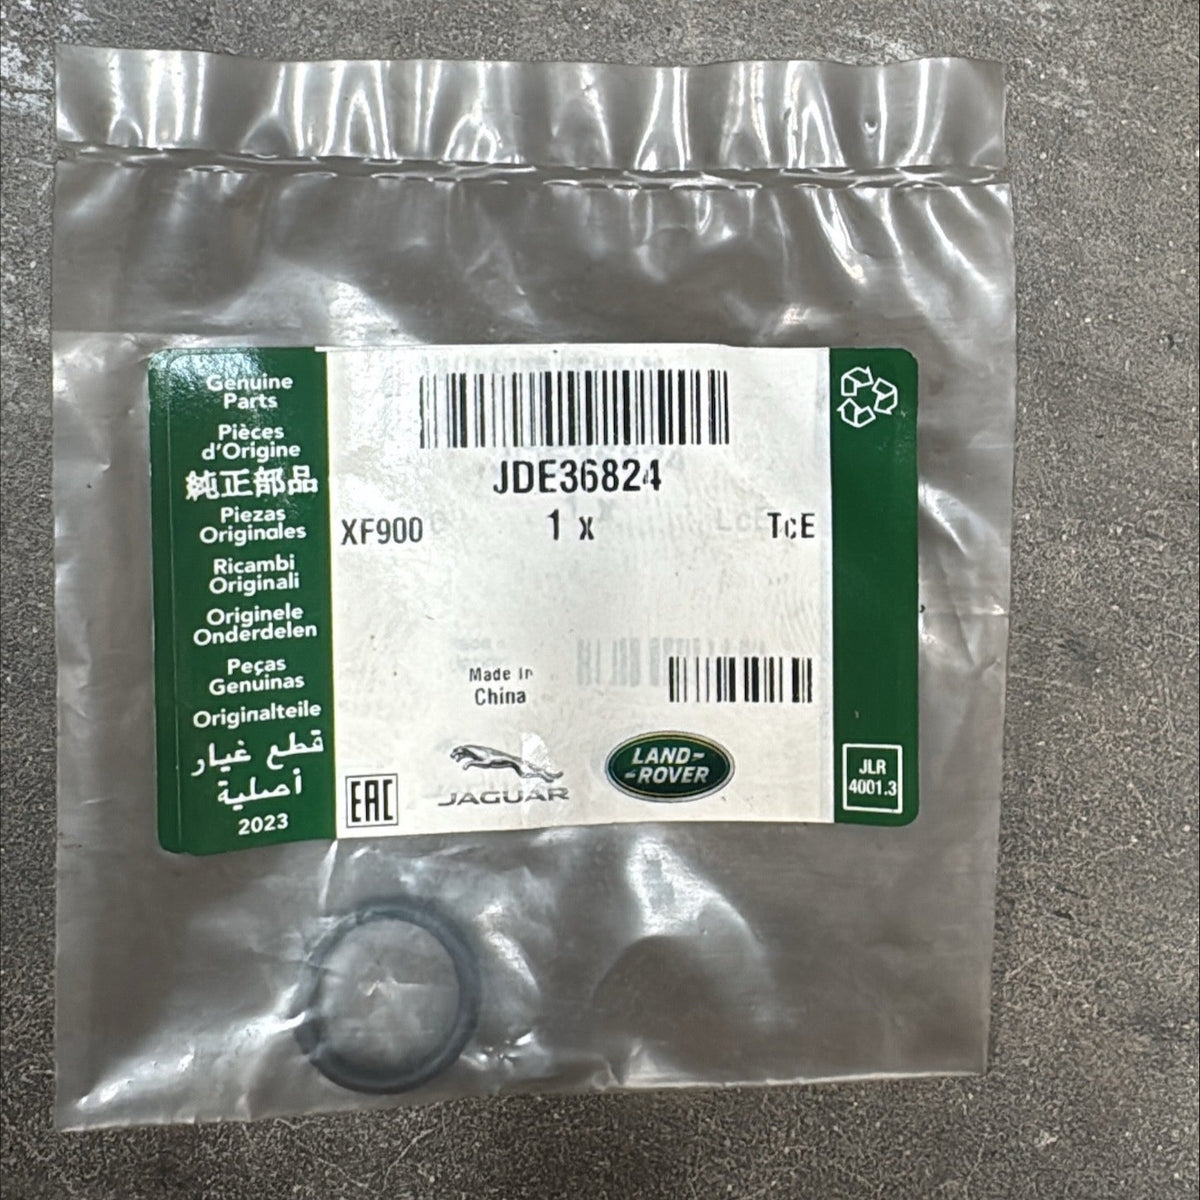 Genuine
Parts
Pièces
d'Origine
純正部品
Piezas
Originales
Ricambi
Originali
Originele
Onderdelen
Peças
Genuinas
Originalteile
قطع غيار
أصلية
2023
JDE36824
XF900 1 x TcE
Made In
China
EAC
JAGUAR
LAND-
-ROVER
JLR
4001.3